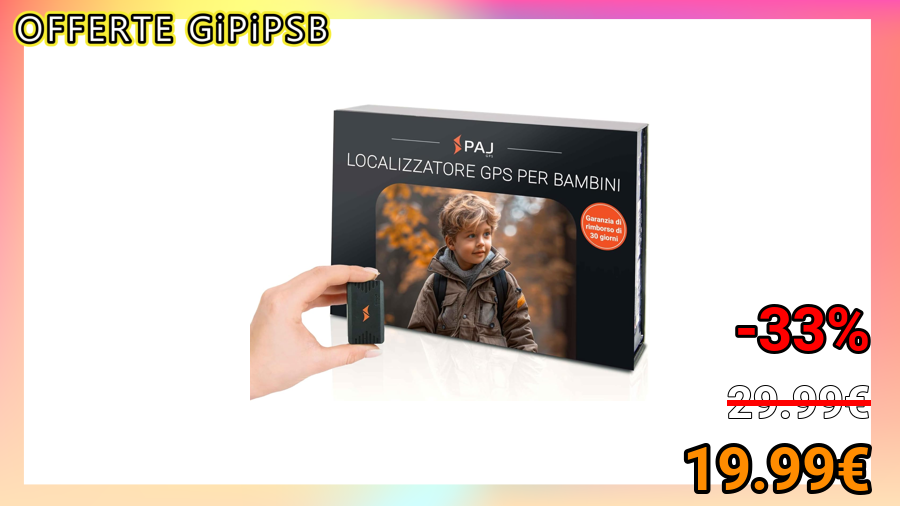 OFFERTE GiPiPSB
PAJ
GPS
LOCALIZZATORE GPS PER BAMBINI
Garanzia di
rimborso di
30 giorni
-33%
29.99€
19.99€